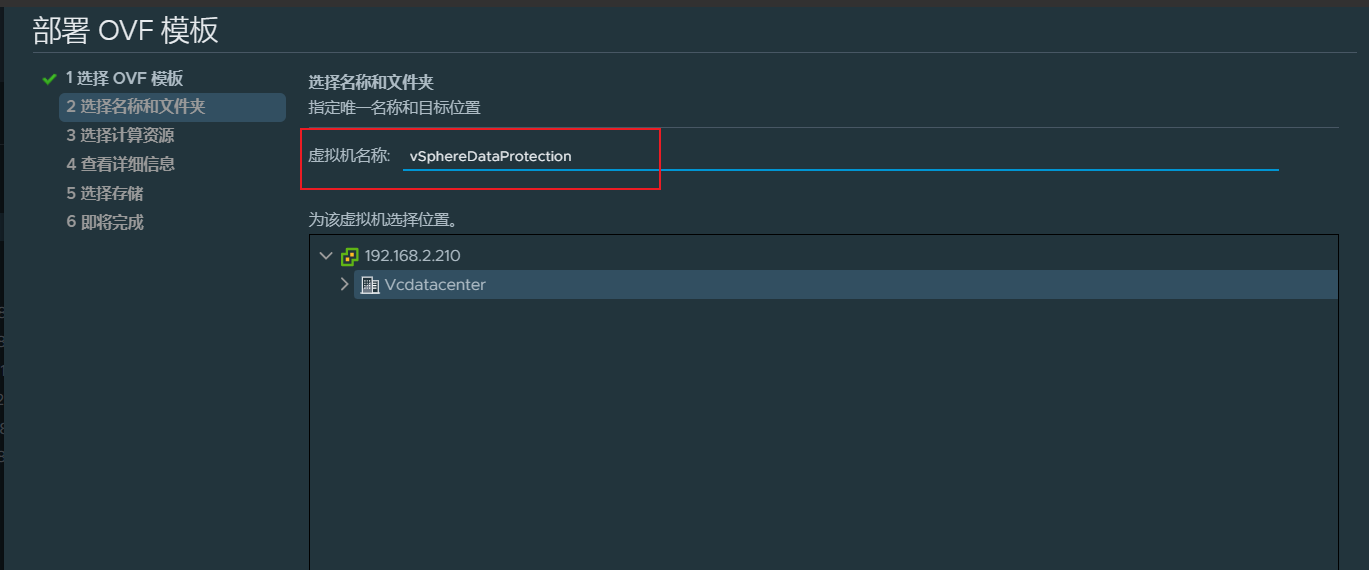 部署 OVF 模板
1 选择 OVF 模板
2 选择名称和文件夹
3 选择计算资源
4 查看详细信息
5 选择存储
6 即将完成
选择名称和文件夹
指定唯一名称和目标位置
虚拟机名称: vSphereDataProtection
为该虚拟机选择位置。
192.168.2.210
Vcdatacenter